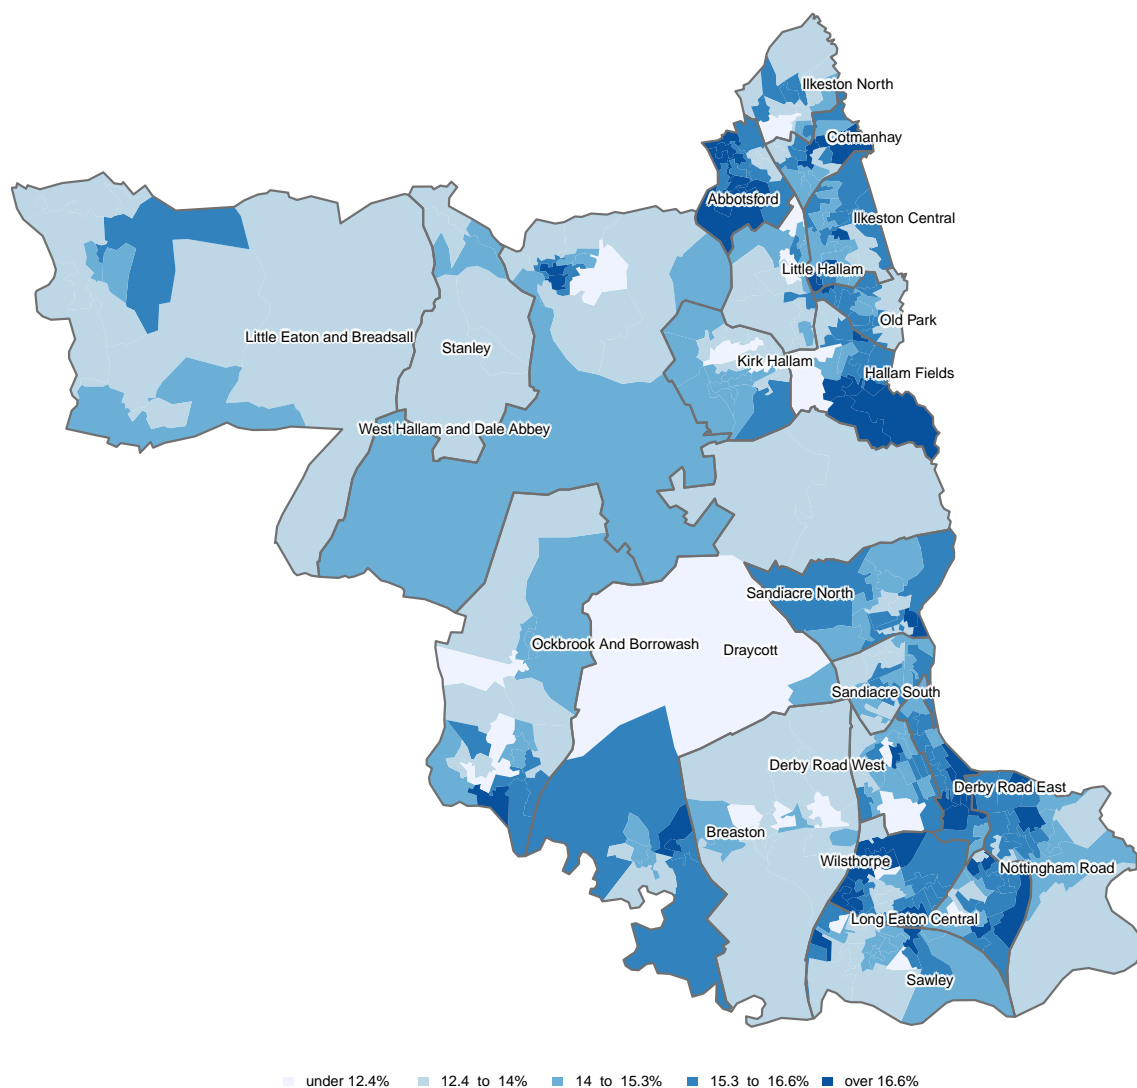 Ilkeston North
Cotmanhay
Abbotsford
Ilkeston Central
Little Hallam
Old Park
Little Eaton and Breadsall
Stanley
Kirk Hallam
Hallam Fields
West Hallam and Dale Abbey
Sandiacre North
Ockbrook And Borrowash
Draycott
Sandiacre South
Derby Road West
Derby Road East
Breaston
Wilsthorpe
Nottingham Road
Long Eaton Central
Sawley
under 12.4% 12.4 to 14% 14 to 15.3% 15.3 to 16.6% over 16.6%